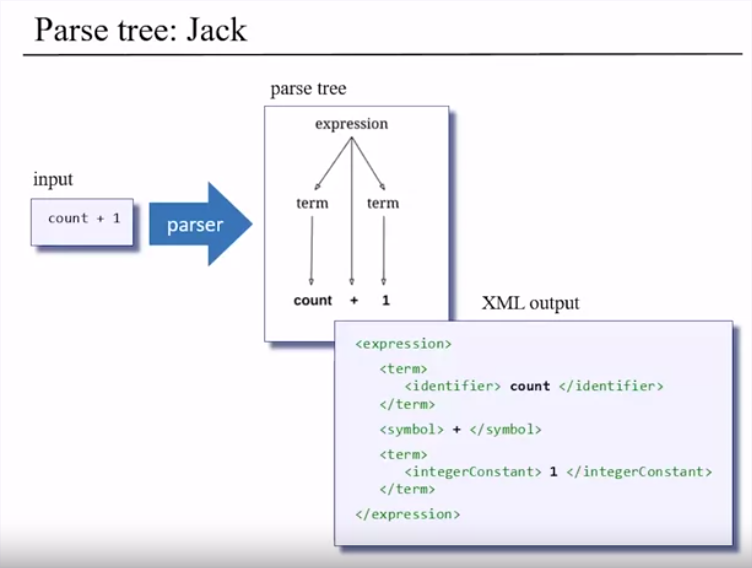 Parse tree: Jack
parse tree
expression
input
term term
count + 1
parser
count + 1
XML output
<expression>
<term>
<identifier> count </identifier>
</term>
<symbol> + </symbol>
<term>
<integerConstant> 1 </integerConstant>
</term>
</expression>